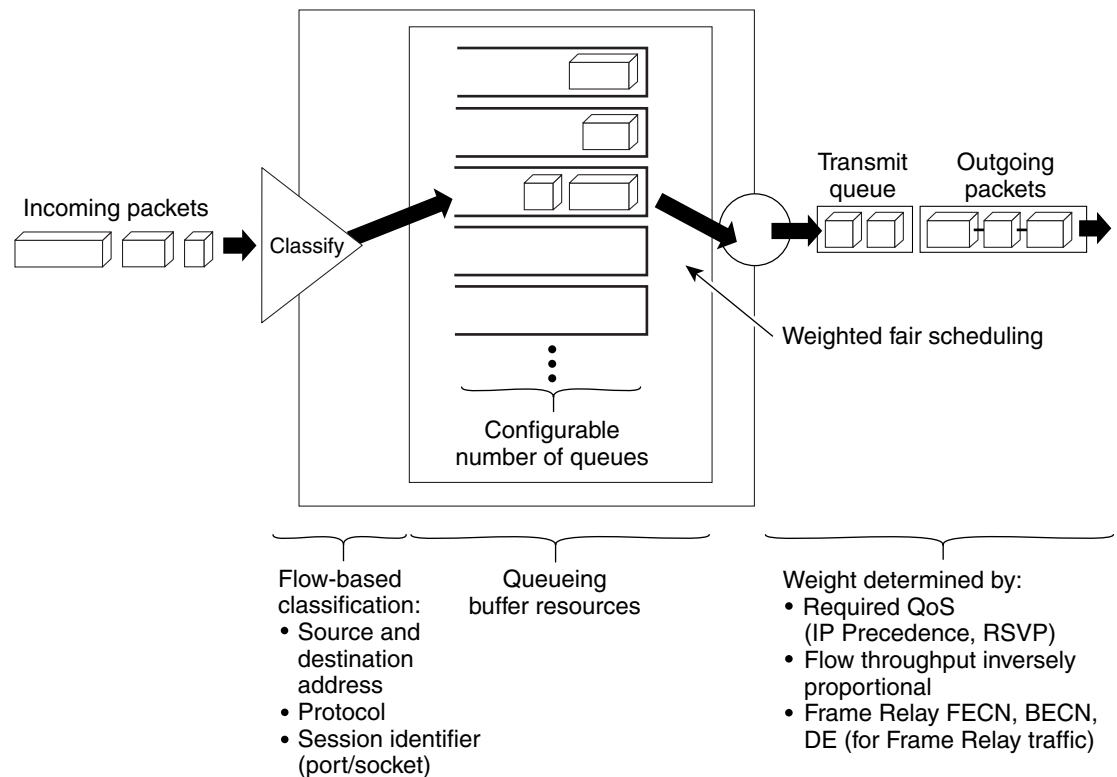 Incoming packets
Classify
Transmit
queue
Outgoing
packets
Weighted fair scheduling
Configurable
number of queues
Flow-based
classification:
• Source and
destination
address
• Protocol
• Session identifier
(port/socket)
Queueing
buffer resources
Weight determined by:
• Required QoS
(IP Precedence, RSVP)
• Flow throughput inversely
proportional
• Frame Relay FECN, BECN,
DE (for Frame Relay traffic)